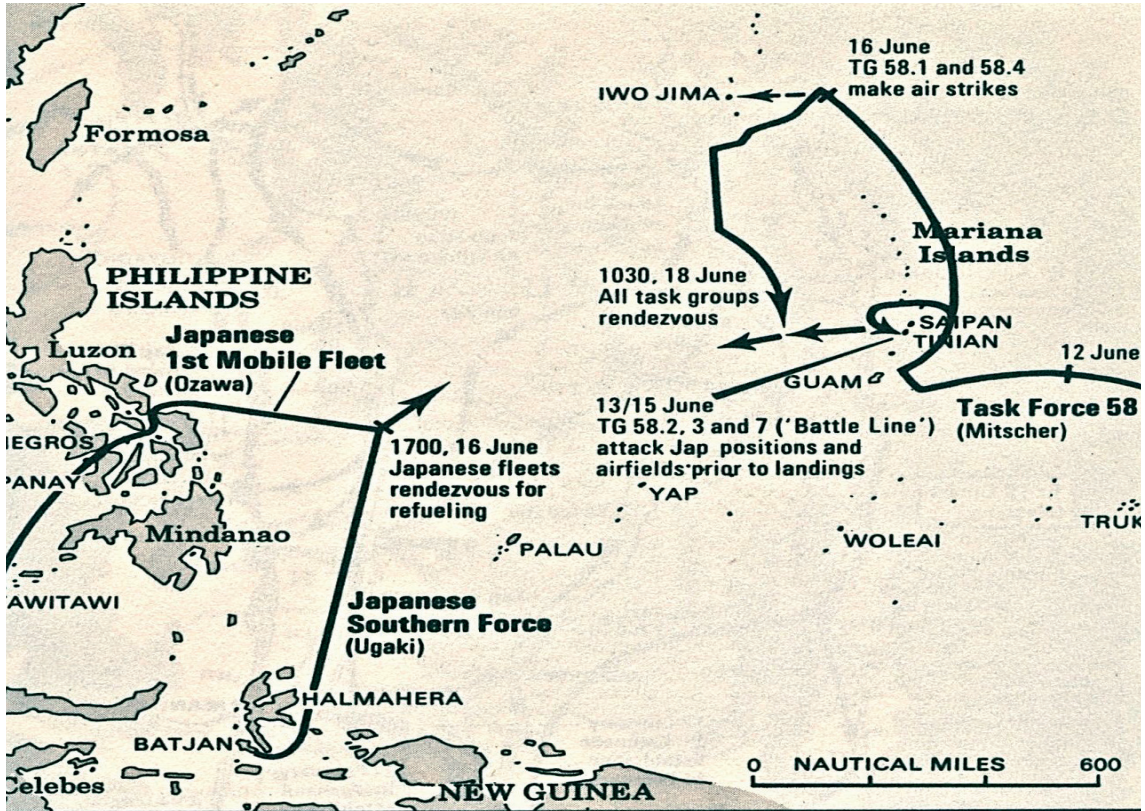 16 June
TG 58.1 and 58.4
make air strikes
IWO JIMA
Formosa
Mariana
Islands
PHILIPPINE
ISLANDS
1030, 18 June
All task groups
rendezvous
SAIPAN
TINIAN
Luzon
Japanese
1st Mobile Fleet
(Ozawa)
12 June
GUAM
13/15 June
TG 58.2, 3 and 7 ('Battle Line')
attack Jap positions and
airfields prior to landings
Task Force 58
(Mitscher)
NEGROS
1700, 16 June
Japanese fleets
rendezvous for
refueling
PANAY
YAP
TRUK
Mindanao
PALAU
WOLEAI
TAWITAWI
Japanese
Southern Force
(Ugaki)
HALMAHERA
BATJAN
Celebes
NEW GUINEA
0 NAUTICAL MILES 600